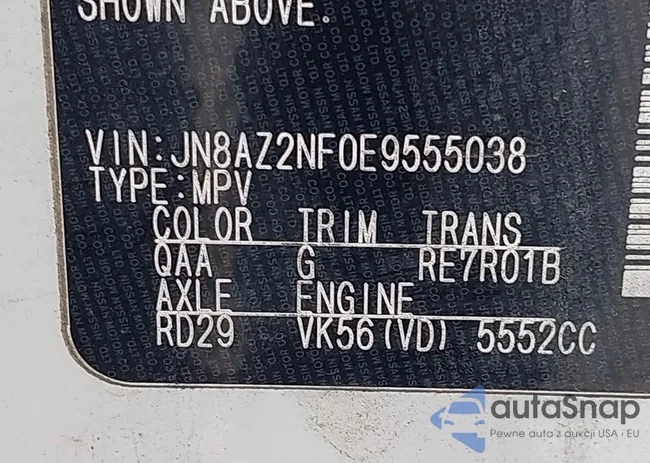 SHOWN ABOVE.
VIN:JN8AZ2NF0E9555038
TYPE:MPV
COLOR TRIM TRANS
QAA G RE7R01B
AXLE ENGINE
RD29 VK56(VD) 5552CC
autaSnap
Pewne auta z aukcji USA i EU